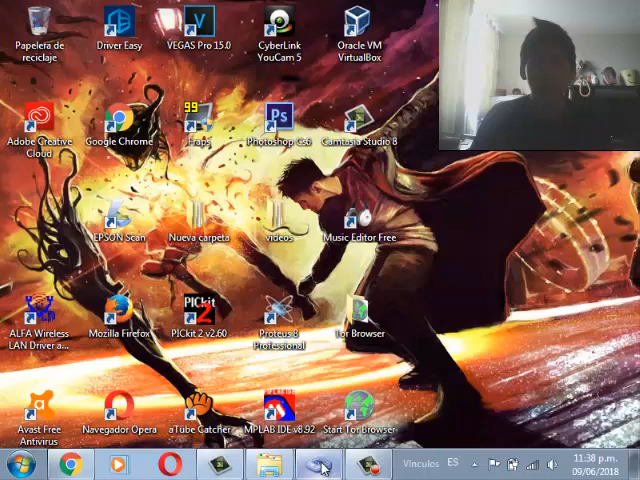 Papelera de
reciclaje
Driver Easy
VEGAS Pro 15.0
CyberLink
YouCam 5
Oracle VM
VirtualBox
Adobe Creative
Cloud
Google Chrome
99
Fraps
Ps
Photoshop Cs6
Camtasia Studio 8
EPSON Scan
Nueva carpeta
videos
Music Editor Free
ALFA Wireless
LAN Driver a...
Mozilla Firefox
PICkit
2
PICkit 2 v2.60
Proteus 8
Professional
Tor Browser
Avast Free
Antivirus
Navegador Opera
aTube Catcher
MPLAB IDE v8.92
Start Tor Browser
Vínculos
ES
11:38 p.m.
09/06/2018